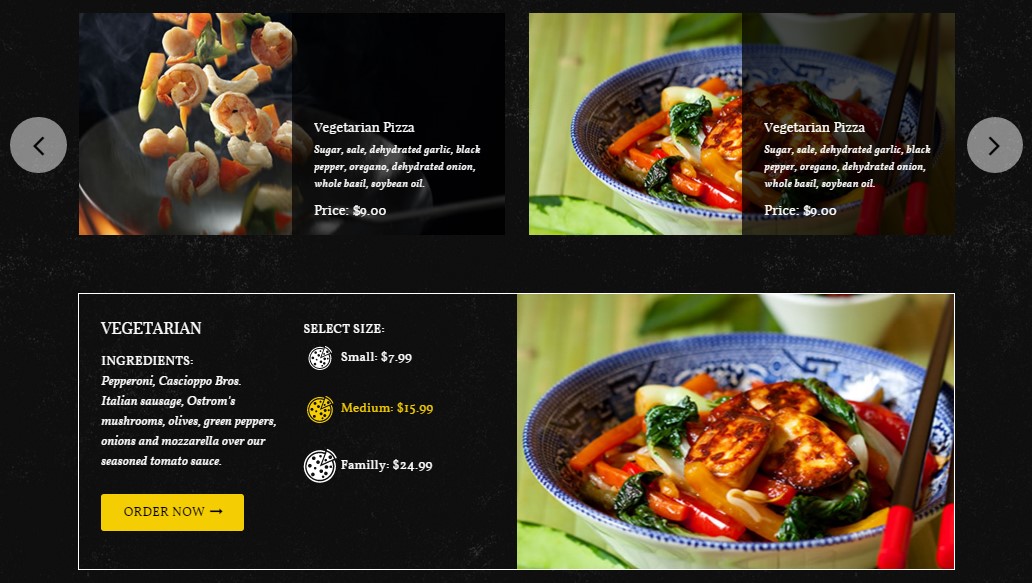 Vegetarian Pizza
Sugar, sale, dehydrated garlic, black
pepper, oregano, dehydrated onion,
whole basil, soybean oil.
Price: $9.00
Vegetarian Pizza
Sugar, sale, dehydrated garlic, black
pepper, oregano, dehydrated onion,
whole basil, soybean oil.
Price: $9.00
VEGETARIAN
INGREDIENTS:
Pepperoni, Cascioppo Bros.
Italian sausage, Ostrom's
mushrooms, olives, green peppers,
onions and mozzarella over our
seasoned tomato sauce.
ORDER NOW
SELECT SIZE:
Small: $7.99
Medium: $15.99
Familly: $24.99